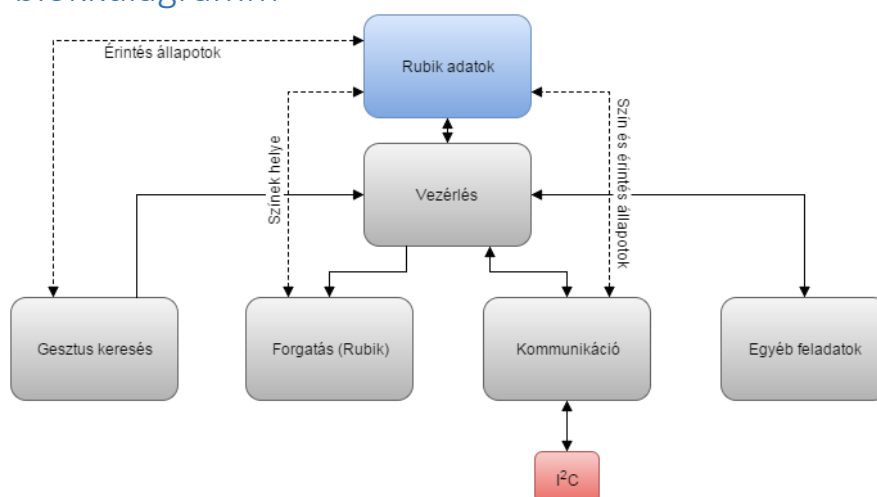 blokkdiagramm
Érintés állapotok
Rubik adatok
Színek helye
Szín és érintés állapotok
Vezérlés
Gesztus keresés
Forgatás (Rubik)
Kommunikáció
Egyéb feladatok
I²C